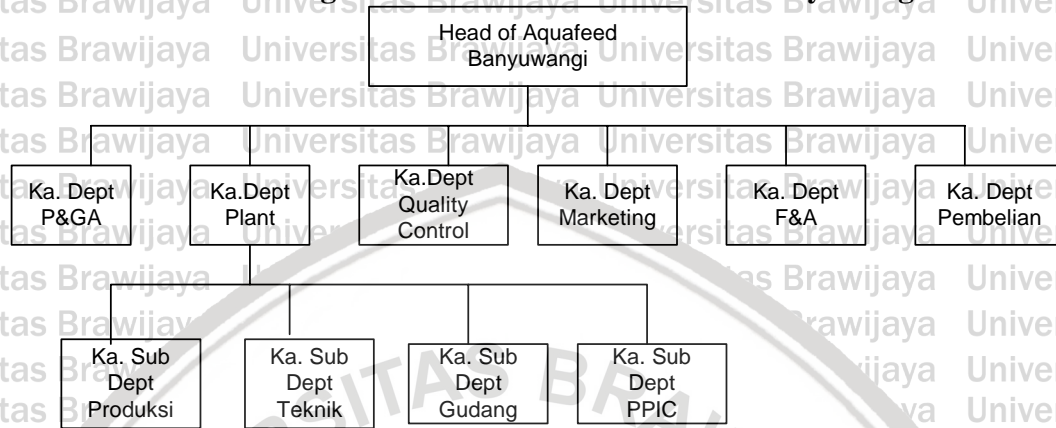 Head of Aquafeed
Banyuwangi
Ka. Dept
P&GA
Ka.Dept
Plant
Ka.Dept
Quality
Control
Ka. Dept
Marketing
Ka. Dept
F&A
Ka. Dept
Pembelian
Ka. Sub
Dept
Produksi
Ka. Sub
Dept
Teknik
Ka. Sub
Dept
Gudang
Ka. Sub
Dept
PPIC